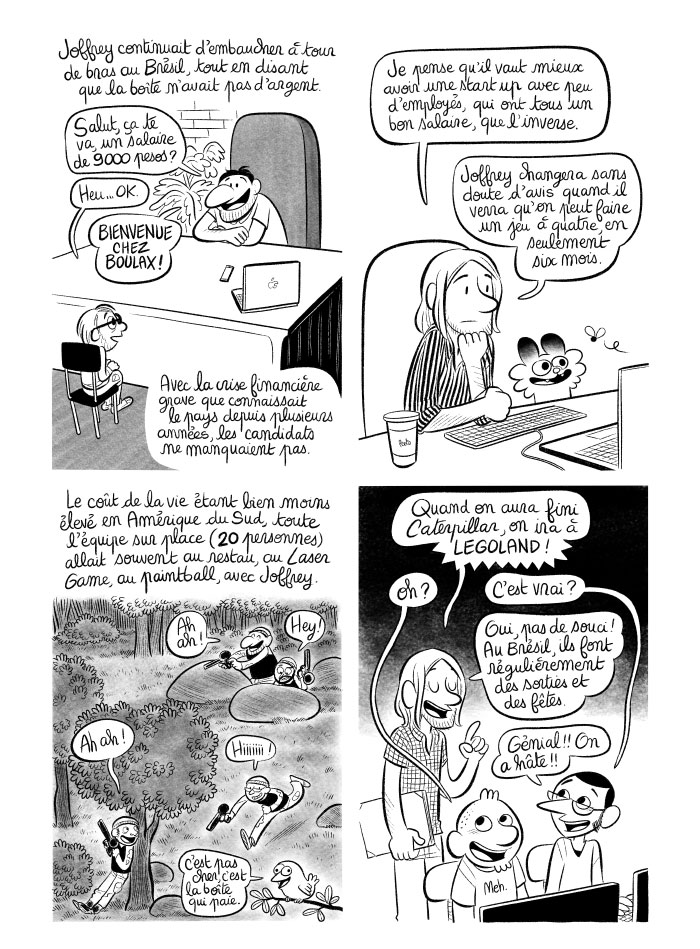 Joffrey continuait d'embaucher à tour
de bras au Brésil, tout en disant
que la boîte n'avait pas d'argent.
Salut, ça te
va, un salaire
de 9000 pesos?
Heu... OK.
BIENVENUE
CHEZ
BOULAX!
Avec la crise financière
grave que connaissait
le pays depuis plusieurs
années, les candidats
ne manquaient pas.
Je pense qu'il vaut mieux
avoir une start up avec peu
d'employés, qui ont tous un
bon salaire, que l'inverse.
Joffrey changera sans
doute d'avis quand il
verra qu'on peut faire
un jeu à quatre, en
seulement
six mois.
Le coût de la vie étant bien moins
élevé en Amérique du Sud, toute
l'équipe sur place (20 personnes)
allait souvent au restau, au Laser
Game, au paintball, avec Joffrey.
Ah
ah!
Hey!
Ah ah!
Hiiiiiii!
C'est pas
cher, c'est
la boîte
qui paie.
Quand on aura fini
Caterpillar, on ira à
LEGOLAND!
oh?
C'est vrai?
Oui, pas de souci!
Au Brésil, ils font
régulièrement
des sorties et
des fêtes.
Génial!! On
a hâte!!
Meh.